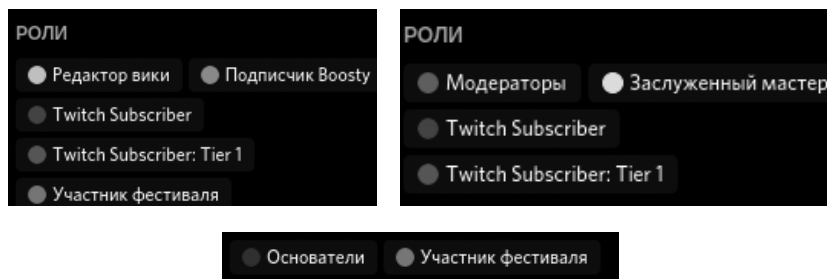 РОЛИ
Редактор вики Подписчик Boosty
Twitch Subscriber
Twitch Subscriber: Tier 1
Участник фестиваля
РОЛИ
Модераторы Заслуженный мастер
Twitch Subscriber
Twitch Subscriber: Tier 1
Основатели Участник фестиваля